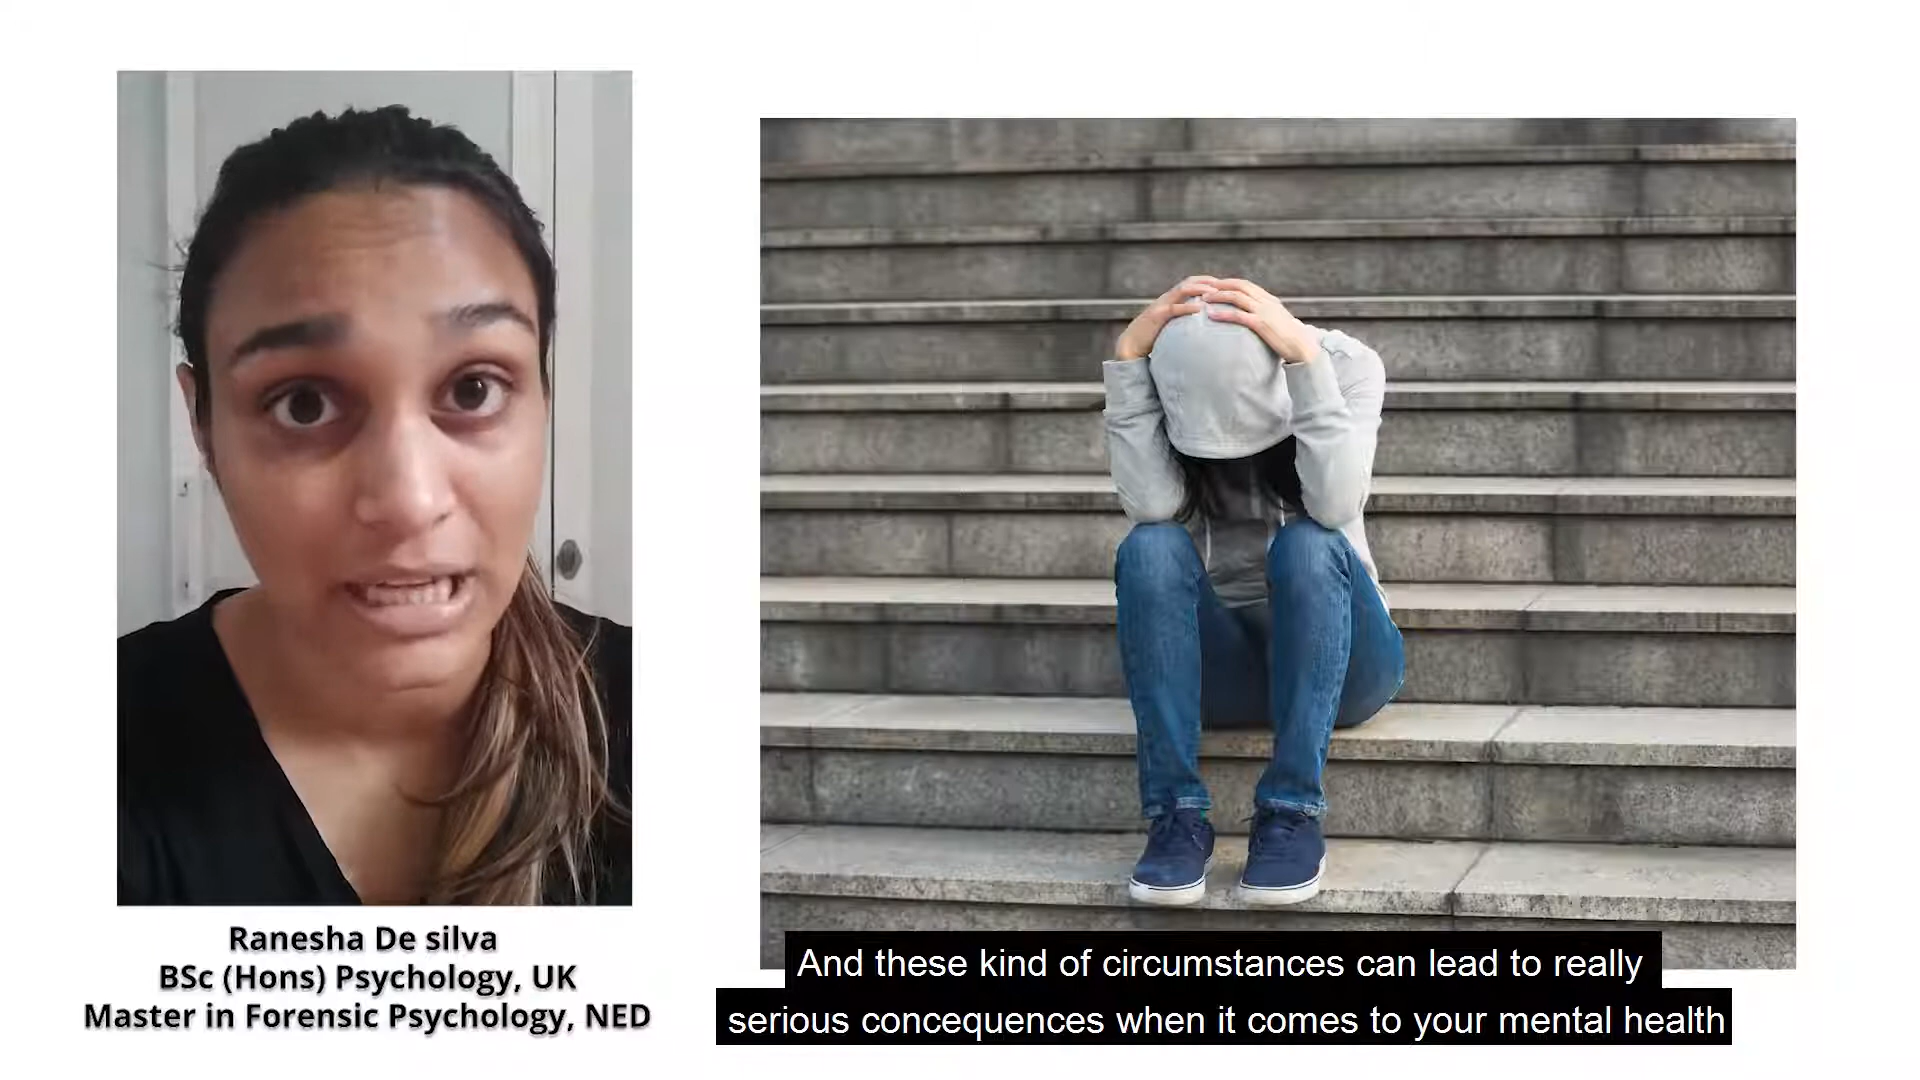 Ranesha De silva
BSc (Hons) Psychology, UK
Master in Forensic Psychology, NED
And these kind of circumstances can lead to really
serious concequences when it comes to your mental health